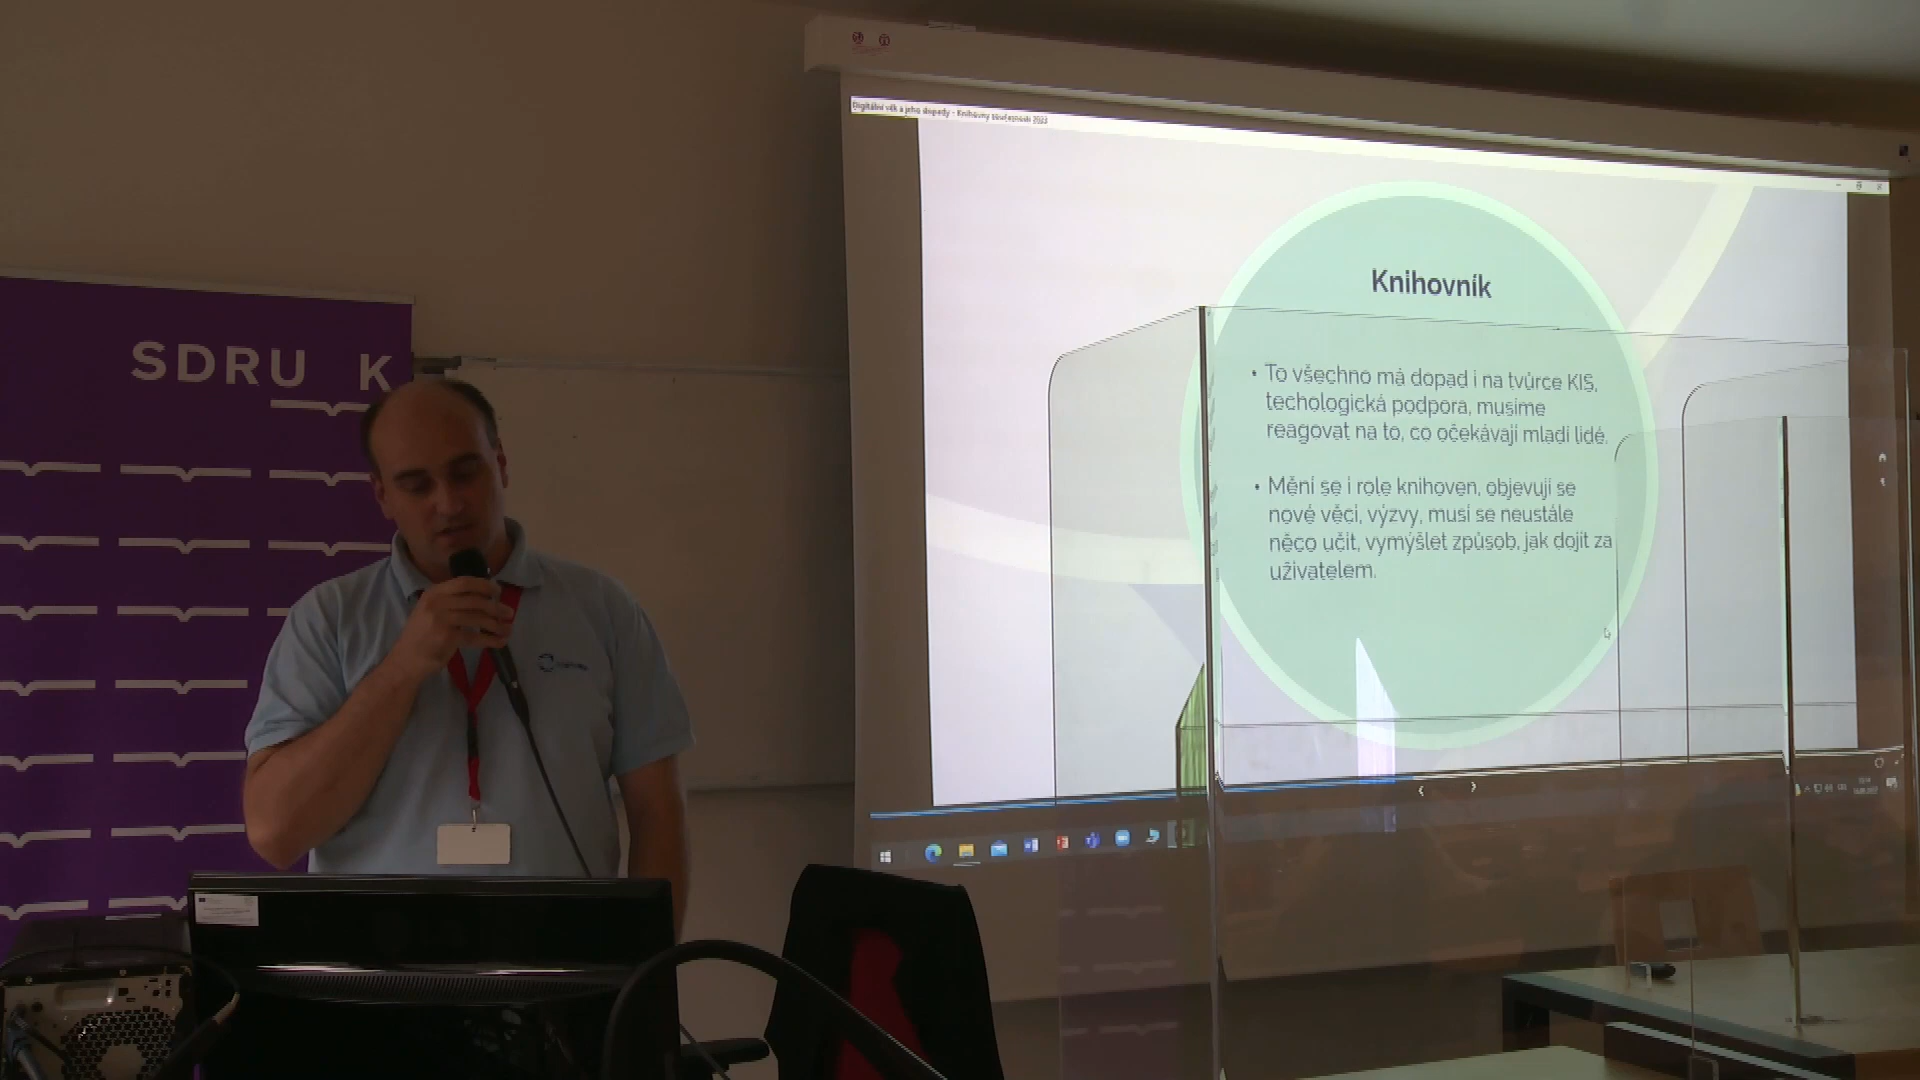 SDRU K
Digitální věk a jeho dopady - Knihovny současnosti 2023
Knihovník
• To všechno má dopad i na tvůrce KIS,
techologická podpora, musíme
reagovat na to, co očekávají mladí lidé.
• Mění se i role knihoven, objevují se
nové věci, výzvy, musí se neustále
něco učit, vymýšlet způsob, jak dojít za
uživatelem.